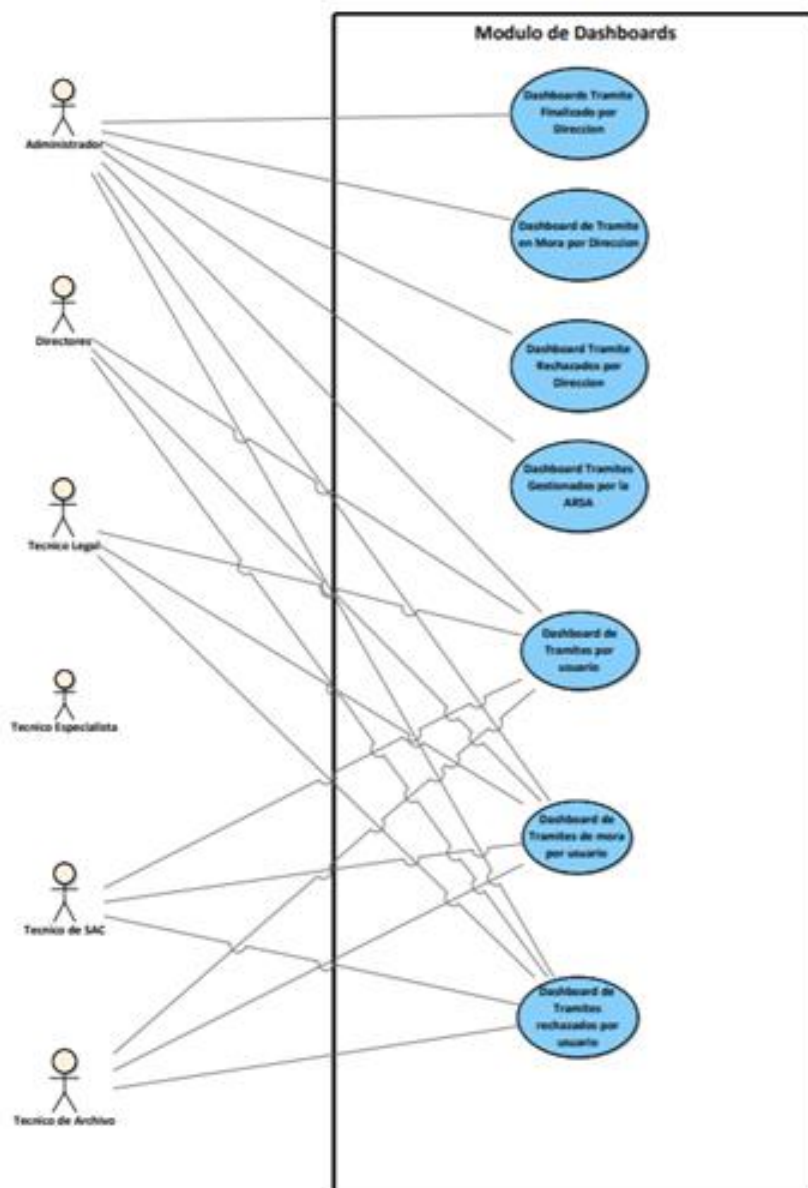 Modulo de Dashboards
Administrador
Directores
Tecnico Legal
Tecnico Especialista
Tecnico de SAC
Tecnico de Archivo
Dashboards Tramite
Finalizado por
Direccion
Dashboard de Tramite
en Mora por Direccion
Dashboard Tramite
Rechazados por
Direccion
Dashboard Tramites
Gestionados por la
ARSA
Dashboard de
Tramites por
usuario
Dashboard de
Tramites de mora
por usuario
Dashboard de
Tramites
rechazados por
usuario